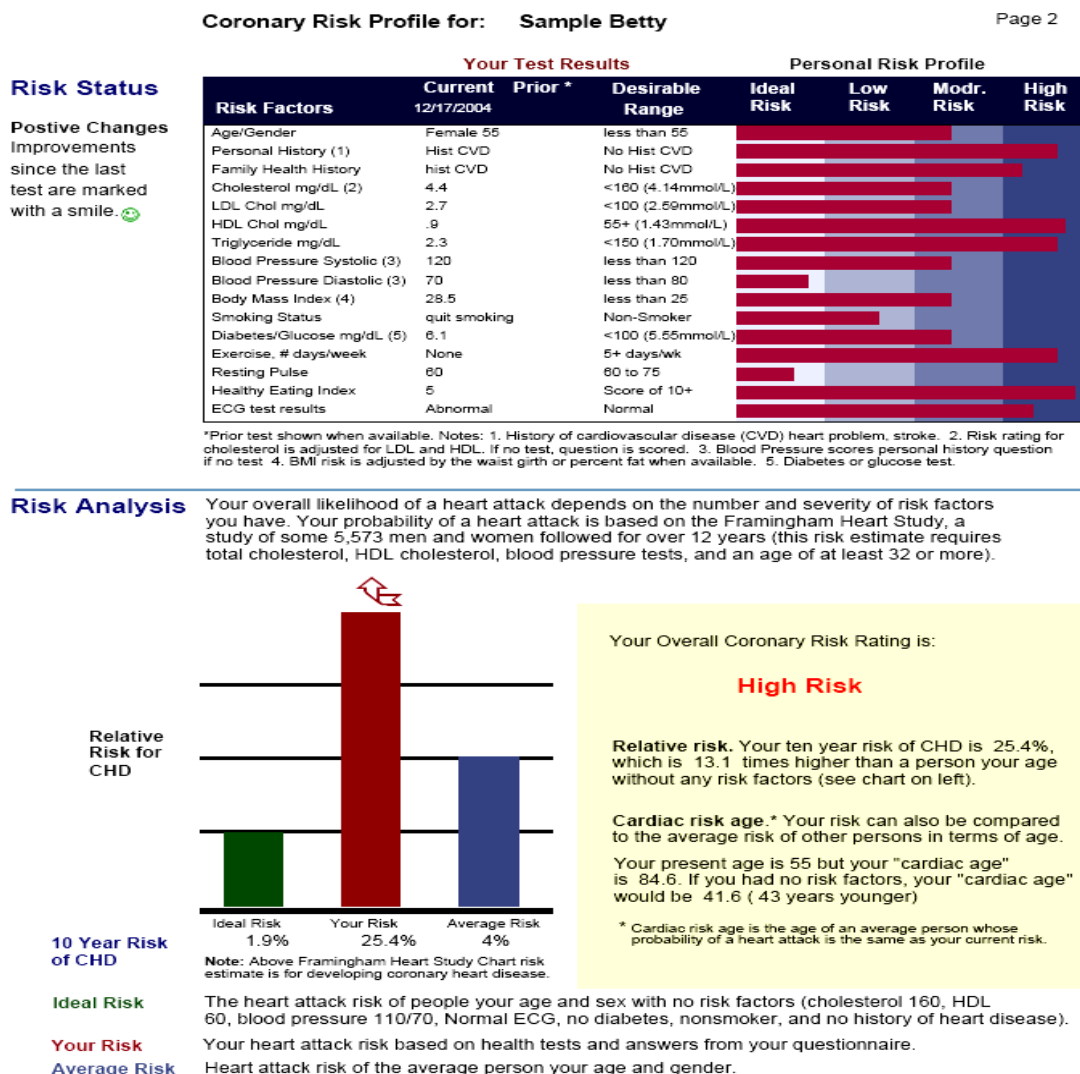 Coronary Risk Profile for: Sample Betty
Page 2
Your Test Results Personal Risk Profile
Risk Status
Postive Changes
Improvements
since the last
test are marked
with a smile.
Risk Factors Current 12/17/2004 Prior * Desirable Range Ideal Risk Low Risk Modr. Risk High Risk
Age/Gender Female 55 less than 55
Personal History (1) Hist CVD No Hist CVD
Family Health History hist CVD No Hist CVD
Cholesterol mg/dL (2) 4.4 <160 (4.14mmol/L)
LDL Chol mg/dL 2.7 <100 (2.59mmol/L)
HDL Chol mg/dL .9 55+ (1.43mmol/L)
Triglyceride mg/dL 2.3 <150 (1.70mmol/L)
Blood Pressure Systolic (3) 120 less than 120
Blood Pressure Diastolic (3) 70 less than 80
Body Mass Index (4) 28.5 less than 25
Smoking Status quit smoking Non-Smoker
Diabetes/Glucose mg/dL (5) 6.1 <100 (5.55mmol/L)
Exercise, # days/week None 5+ days/wk
Resting Pulse 60 60 to 75
Healthy Eating Index 5 Score of 10+
ECG test results Abnormal Normal
*Prior test shown when available. Notes: 1. History of cardiovascular disease (CVD) heart problem, stroke. 2. Risk rating for
cholesterol is adjusted for LDL and HDL. If no test, question is scored. 3. Blood Pressure scores personal history question
if no test 4. BMI risk is adjusted by the waist girth or percent fat when available. 5. Diabetes or glucose test.
Risk Analysis
Your overall likelihood of a heart attack depends on the number and severity of risk factors
you have. Your probability of a heart attack is based on the Framingham Heart Study, a
study of some 5,573 men and women followed for over 12 years (this risk estimate requires
total cholesterol, HDL cholesterol, blood pressure tests, and an age of at least 32 or more).
Relative
Risk for
CHD
Ideal Risk Your Risk Average Risk
10 Year Risk
of CHD
1.9% 25.4% 4%
Note: Above Framingham Heart Study Chart risk
estimate is for developing coronary heart disease.
Your Overall Coronary Risk Rating is:
High Risk
Relative risk. Your ten year risk of CHD is 25.4%,
which is 13.1 times higher than a person your age
without any risk factors (see chart on left).
Cardiac risk age.* Your risk can also be compared
to the average risk of other persons in terms of age.
Your present age is 55 but your "cardiac age"
is 84.6. If you had no risk factors, your "cardiac age"
would be 41.6 ( 43 years younger)
* Cardiac risk age is the age of an average person whose
probability of a heart attack is the same as your current risk.
Ideal Risk
The heart attack risk of people your age and sex with no risk factors (cholesterol 160, HDL
60, blood pressure 110/70, Normal ECG, no diabetes, nonsmoker, and no history of heart disease).
Your Risk
Your heart attack risk based on health tests and answers from your questionnaire.
Average Risk
Heart attack risk of the average person your age and gender.